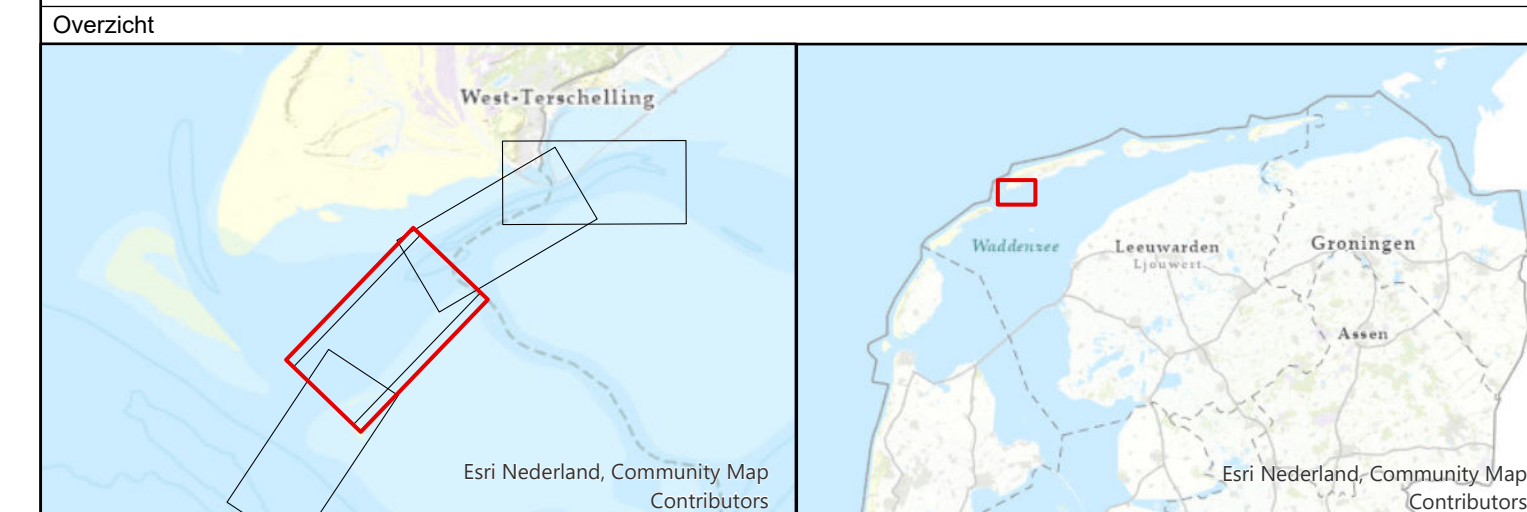 Overzicht
West-Terschelling
Esri Nederland, Community Map
Contributors
Waddenzee
Leeuwarden
Ljouwert
Groningen
Assen
Esri Nederland, Community Map
Contributors